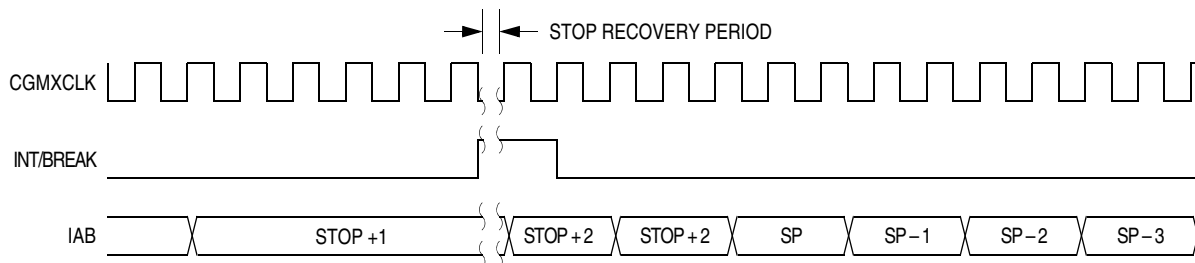 STOP RECOVERY PERIOD
CGMXCLK
INT/BREAK
IAB STOP +1 STOP + 2 STOP + 2 SP SP – 1 SP – 2 SP – 3